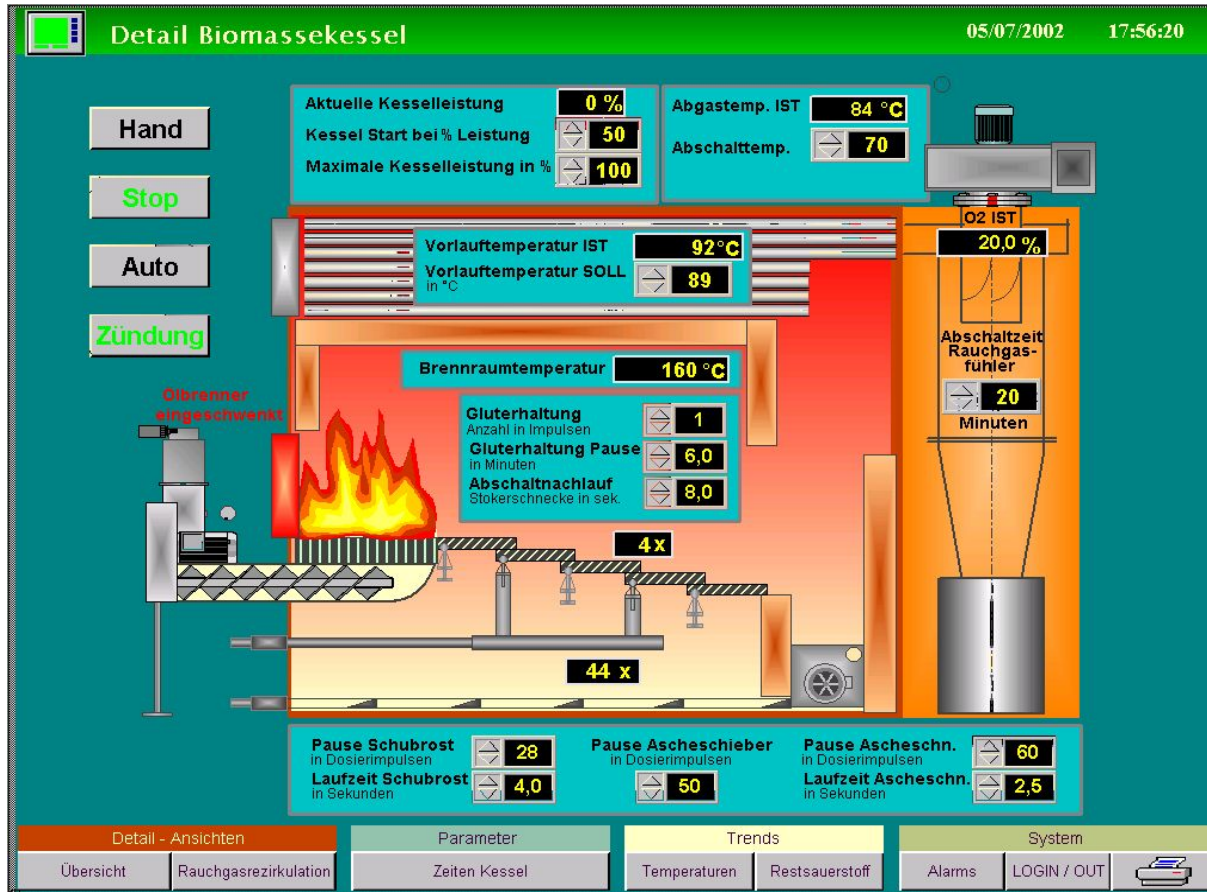 Detail Biomassekessel
05/07/2002 17:56:20
Hand
Stop
Auto
Zündung
Aktuelle Kesselleistung 0 %
Kessel Start bei % Leistung 50
Maximale Kesselleistung in % 100
Abgastemp. IST 84 °C
Abschalttemp. 70
O2 IST
20,0 %
Vorlauftemperatur IST 92°C
Vorlauftemperatur SOLL 89
in °C
Abschaltzeit
Rauchgas-
fühler
20
Minuten
Brennraumtemperatur 160 °C
Ölbrenner
eingeschwenkt
Gluterhaltung 1
Anzahl in Impulsen
Gluterhaltung Pause 6,0
in Minuten
Abschaltnachlauf 8,0
Stokerschnecke in sek.
4 x
44 x
Pause Schubrost 28
in Dosierimpulsen
Laufzeit Schubrost 4,0
in Sekunden
Pause Ascheschieber
in Dosierimpulsen
50
Pause Ascheschn. 60
in Dosierimpulsen
Laufzeit Ascheschn. 2,5
in Sekunden
Detail - Ansichten
Parameter
Trends
System
Übersicht
Rauchgasrezirkulation
Zeiten Kessel
Temperaturen
Restsauerstoff
Alarms
LOGIN / OUT